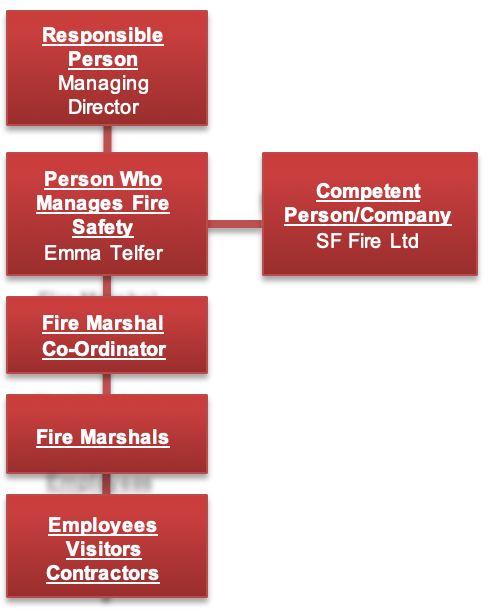 Responsible
Person
Managing
Director
Person Who
Manages Fire
Safety
Emma Telfer
Competent
Person/Company
SF Fire Ltd
Fire Marshal
Co-Ordinator
Fire Marshals
Employees
Visitors
Contractors